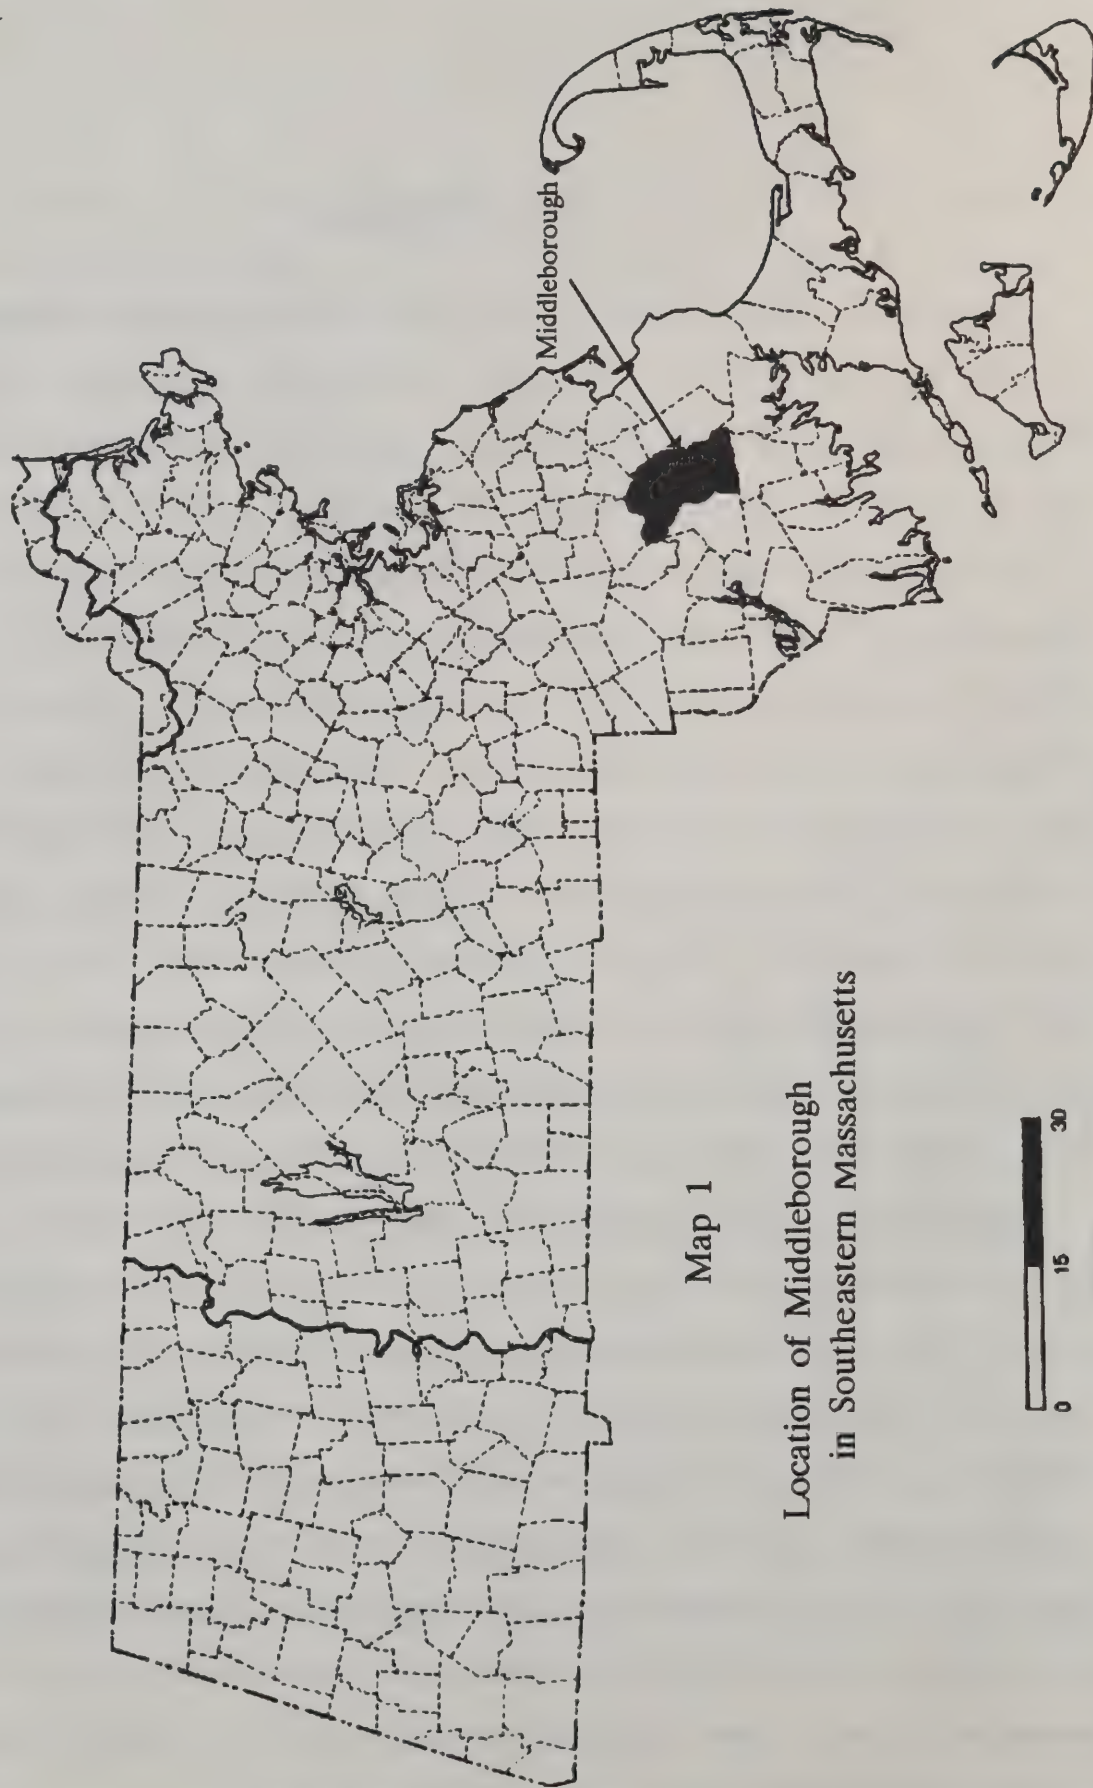 Middleborough
Map 1
Location of Middleborough
in Southeastern Massachusetts
0 15 30